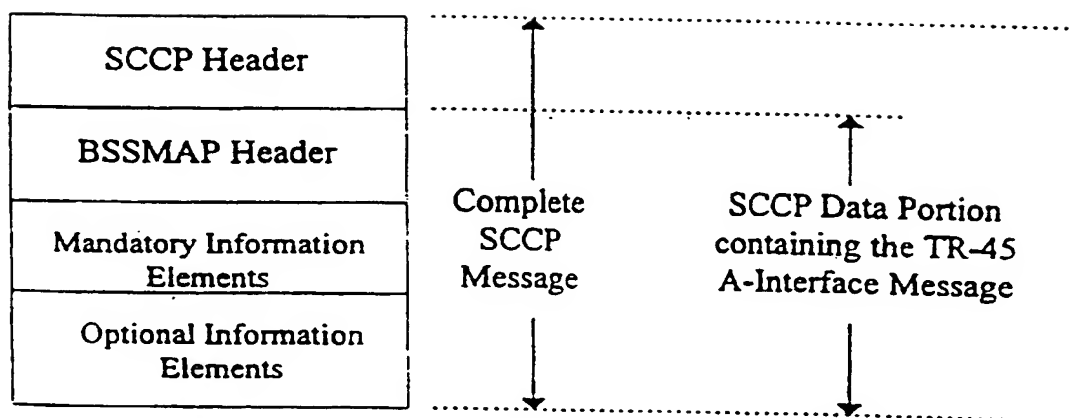 SCCP Header
BSSMAP Header
Mandatory Information
Elements
Optional Information
Elements
Complete
SCCP
Message
SCCP Data Portion
containing the TR-45
A-Interface Message